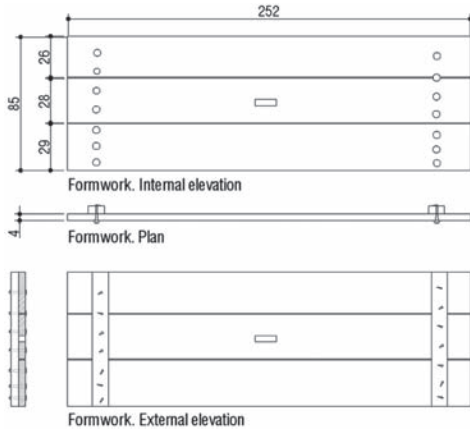 252
26
85
28
29
Formwork. Internal elevation
4
Formwork. Plan
Formwork. External elevation